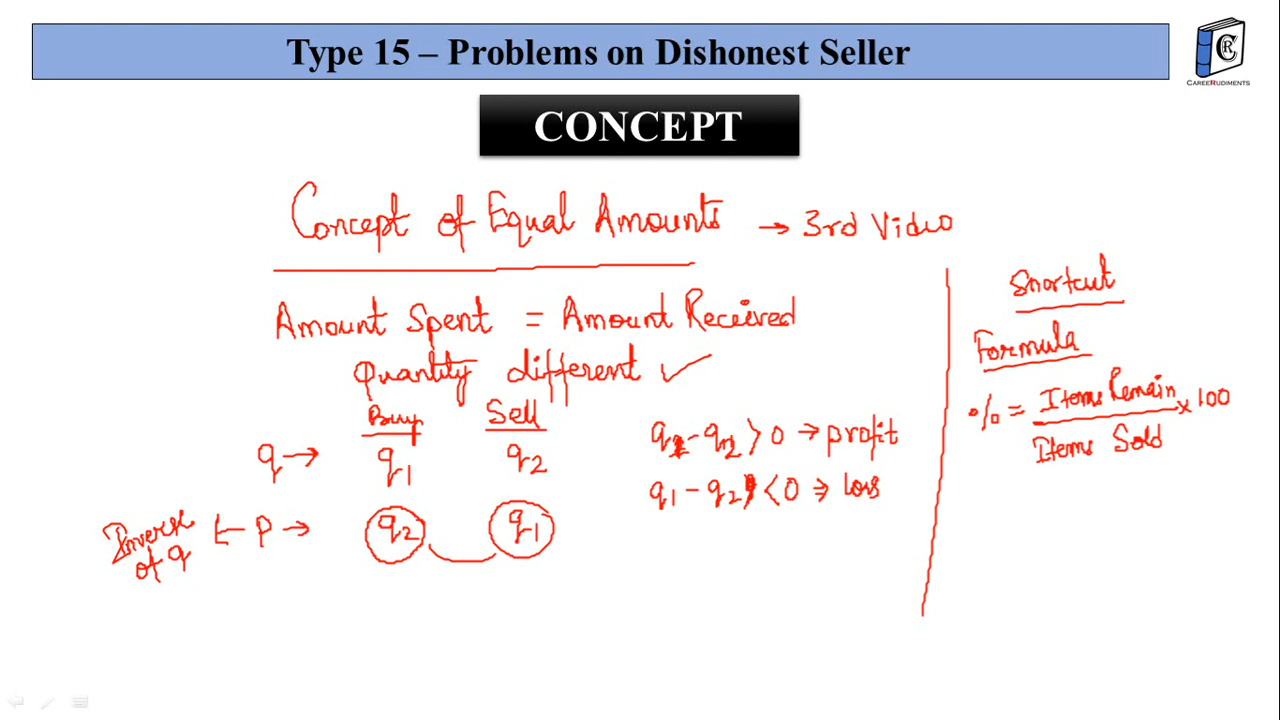 Type 15 – Problems on Dishonest Seller
CR
CAREERUDIMENTS
CONCEPT
Concept of Equal Amounts → 3rd Video
Amount Spent = Amount Received
Quantity different ✓
Buy Sell
q → q1 q2
Inverse of q ← p → q2 q1
q1 - q2 > 0 → profit
q1 - q2 < 0 ⇒ loss
Shortcut
Formula
% = Items Remain
× 100
Items Sold